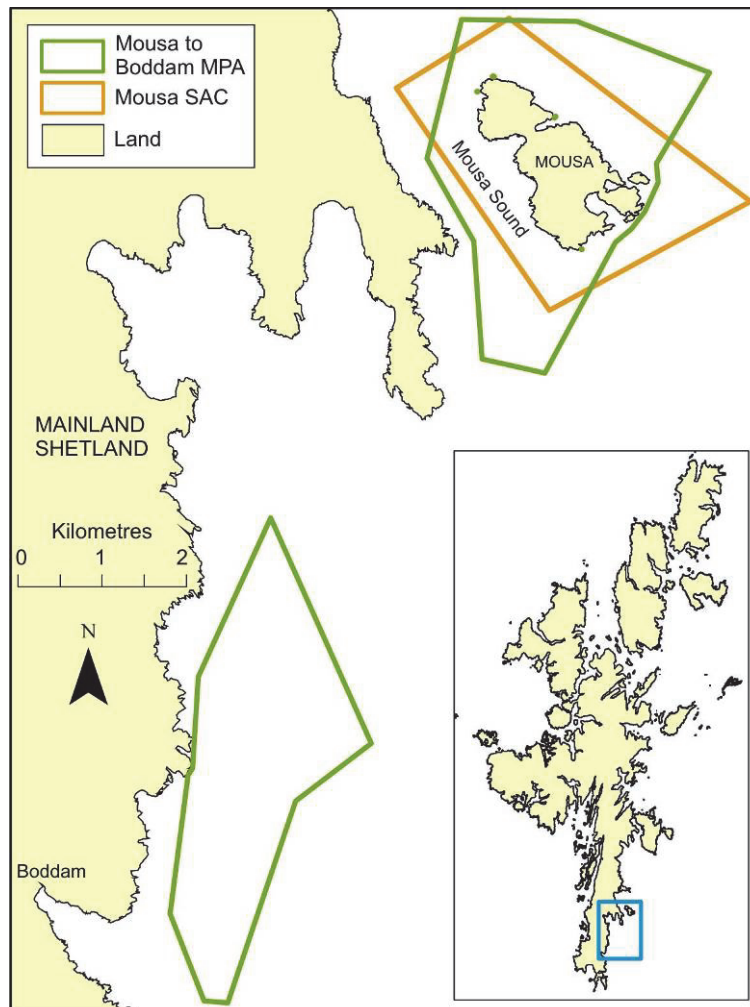 Mousa to
Boddam MPA
Mousa SAC
Land
MOUSA
Mousa Sound
MAINLAND
SHETLAND
Kilometres
0 1 2
N
Boddam